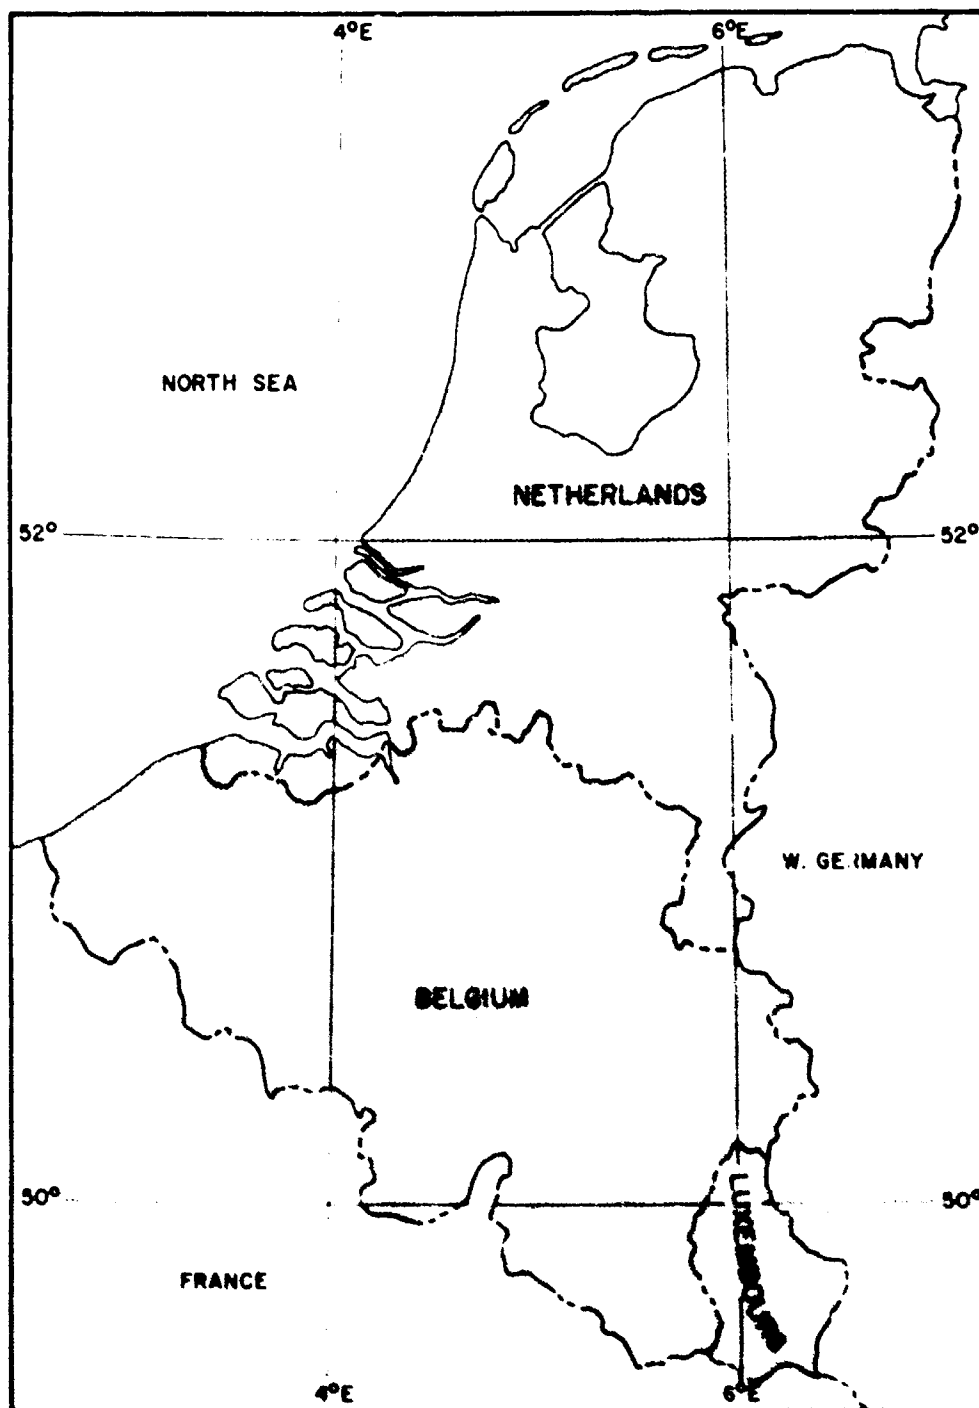 4°E
6°E
NORTH SEA
NETHERLANDS
52°
52°
W. GERMANY
BELGIUM
50°
50°
LUXEMBOURG
FRANCE
4°E
6°E